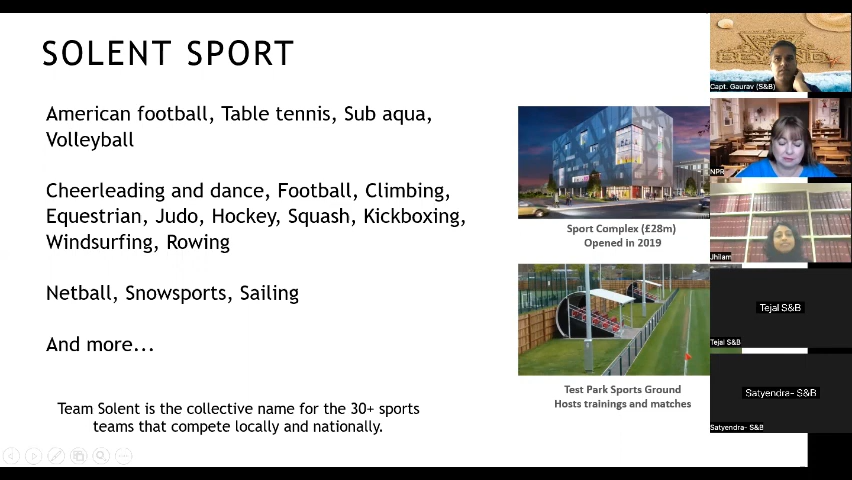 SOLENT SPORT
American football, Table tennis, Sub aqua,
Volleyball
Cheerleading and dance, Football, Climbing,
Equestrian, Judo, Hockey, Squash, Kickboxing,
Windsurfing, Rowing
Netball, Snowsports, Sailing
And more...
Team Solent is the collective name for the 30+ sports
teams that compete locally and nationally.
Sport Complex (£28m)
Opened in 2019
Test Park Sports Ground
Hosts trainings and matches
BEYOND
Capt. Gaurav (S&B)
NPR
Jhilam
Tejal S&B
Tejal S&B
Satyendra- S&B
Satyendra- S&B